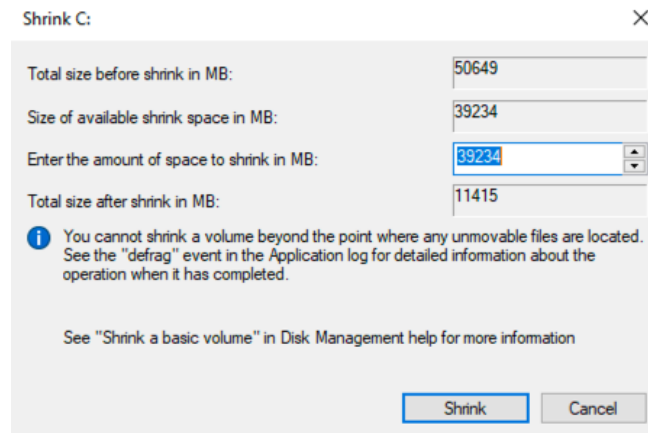 Shrink C:
Total size before shrink in MB: 50649
Size of available shrink space in MB: 39234
Enter the amount of space to shrink in MB: 39234
Total size after shrink in MB: 11415
You cannot shrink a volume beyond the point where any unmovable files are located.
See the "defrag" event in the Application log for detailed information about the
operation when it has completed.
See "Shrink a basic volume" in Disk Management help for more information
Shrink Cancel